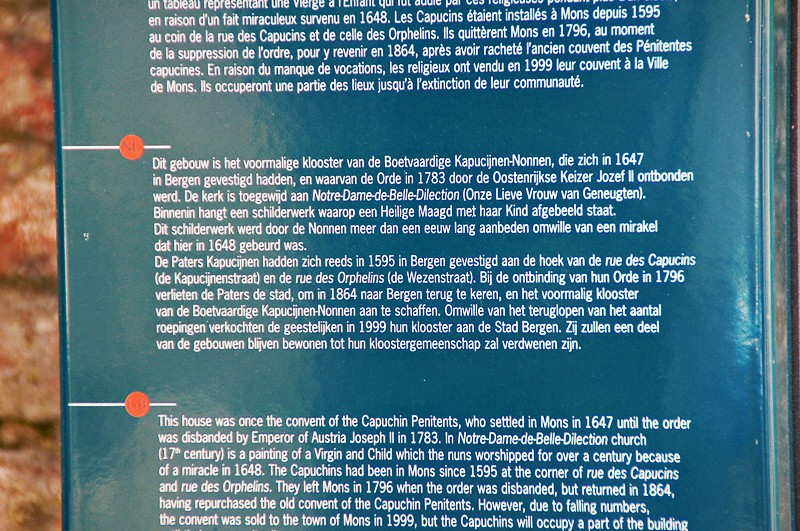 un tableau représentant une Vierge à l'Enfant qui fut adulé par ces religieuses pendant plus
en raison d'un fait miraculeux survenu en 1648. Les Capucins étaient installés à Mons depuis 1595
au coin de la rue des Capucins et de celle des Orphelins. Ils quittèrent Mons en 1796, au moment
de la suppression de l'ordre, pour y revenir en 1864, après avoir racheté l'ancien couvent des Pénitentes
capucines. En raison du manque de vocations, les religieux ont vendu en 1999 leur couvent à la Ville
de Mons. Ils occuperont une partie des lieux jusqu'à l'extinction de leur communauté.
NL
Dit gebouw is het voormalige klooster van de Boetvaardige Kapucijnen-Nonnen, die zich in 1647
in Bergen gevestigd hadden, en waarvan de Orde in 1783 door de Oostenrijkse Keizer Jozef II ontbonden
werd. De kerk is toegewijd aan Notre-Dame-de-Belle-Dilection (Onze Lieve Vrouw van Geneugten).
Binnenin hangt een schilderwerk waarop een Heilige Maagd met haar Kind afgebeeld staat.
Dit schilderwerk werd door de Nonnen meer dan een eeuw lang aanbeden omwille van een mirakel
dat hier in 1648 gebeurd was.
De Paters Kapucijnen hadden zich reeds in 1595 in Bergen gevestigd aan de hoek van de rue des Capucins
(de Kapucijnenstraat) en de rue des Orphelins (de Wezenstraat). Bij de ontbinding van hun Orde in 1796
verlieten de Paters de stad, om in 1864 naar Bergen terug te keren, en het voormalig klooster
van de Boetvaardige Kapucijnen-Nonnen aan te schaffen. Omwille van het teruglopen van het aantal
roepingen verkochten de geestelijken in 1999 hun klooster aan de Stad Bergen. Zij zullen een deel
van de gebouwen blijven bewonen tot hun kloostergemeenschap zal verdwenen zijn.
GB
This house was once the convent of the Capuchin Penitents, who settled in Mons in 1647 until the order
was disbanded by Emperor of Austria Joseph II in 1783. In Notre-Dame-de-Belle-Dilection church
(17th century) is a painting of a Virgin and Child which the nuns worshipped for over a century because
of a miracle in 1648. The Capuchins had been in Mons since 1595 at the corner of rue des Capucins
and rue des Orphelins. They left Mons in 1796 when the order was disbanded, but returned in 1864,
having repurchased the old convent of the Capuchin Penitents. However, due to falling numbers,
the convent was sold to the town of Mons in 1999, but the Capuchins will occupy a part of the building